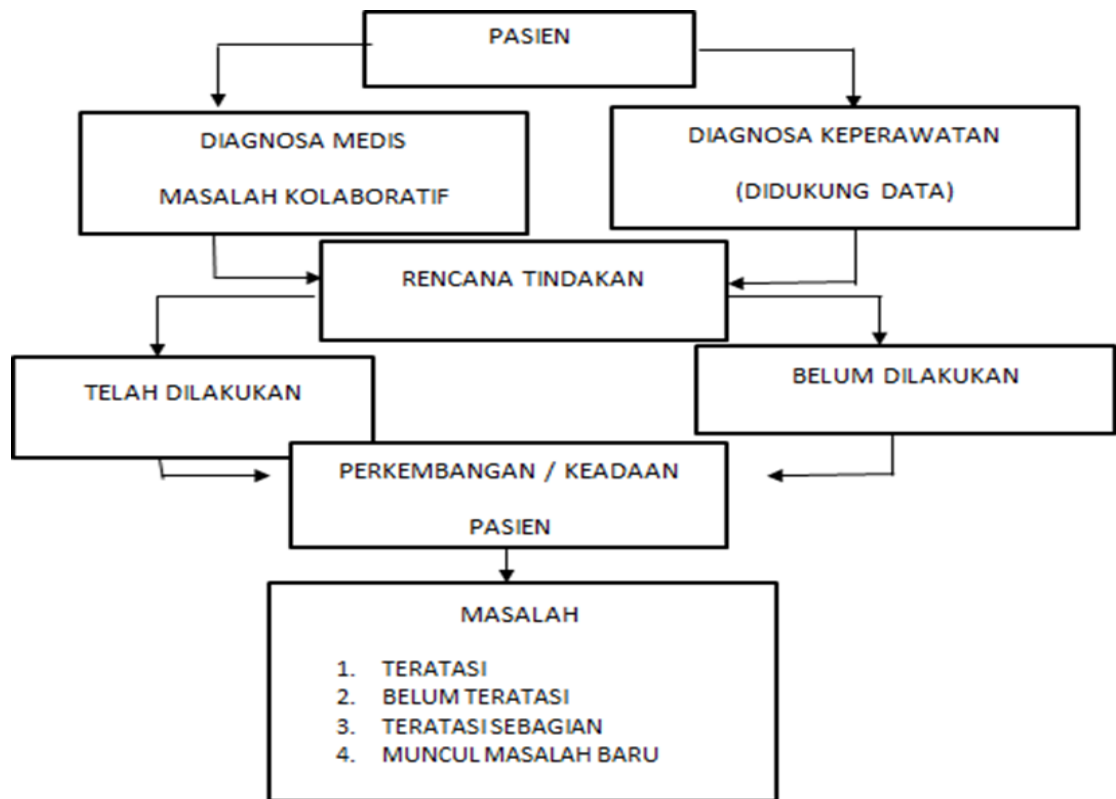 PASIEN
DIAGNOSA MEDIS
MASALAH KOLABORATIF
DIAGNOSA KEPERAWATAN
(DIDUKUNG DATA)
RENCANA TINDAKAN
TELAH DILAKUKAN
BELUM DILAKUKAN
PERKEMBANGAN / KEADAAN
PASIEN
MASALAH
1. TERATASI
2. BELUM TERATASI
3. TERATASI SEBAGIAN
4. MUNCUL MASALAH BARU